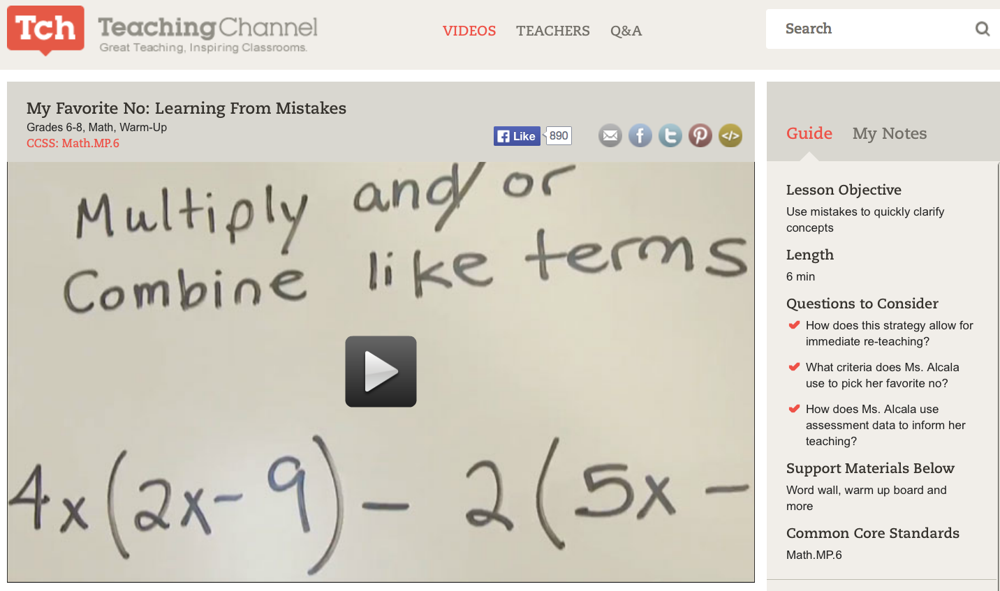 Tch
TeachingChannel
Great Teaching, Inspiring Classrooms.
VIDEOS TEACHERS Q&A
Search
My Favorite No: Learning From Mistakes
Grades 6-8, Math, Warm-Up
CCSS: Math.MP.6
Like 890
Multiply and/or
Combine like terms
4x(2x-9) - 2(5x -
Guide My Notes
Lesson Objective
Use mistakes to quickly clarify
concepts
Length
6 min
Questions to Consider
How does this strategy allow for
immediate re-teaching?
What criteria does Ms. Alcala
use to pick her favorite no?
How does Ms. Alcala use
assessment data to inform her
teaching?
Support Materials Below
Word wall, warm up board and
more
Common Core Standards
Math.MP.6